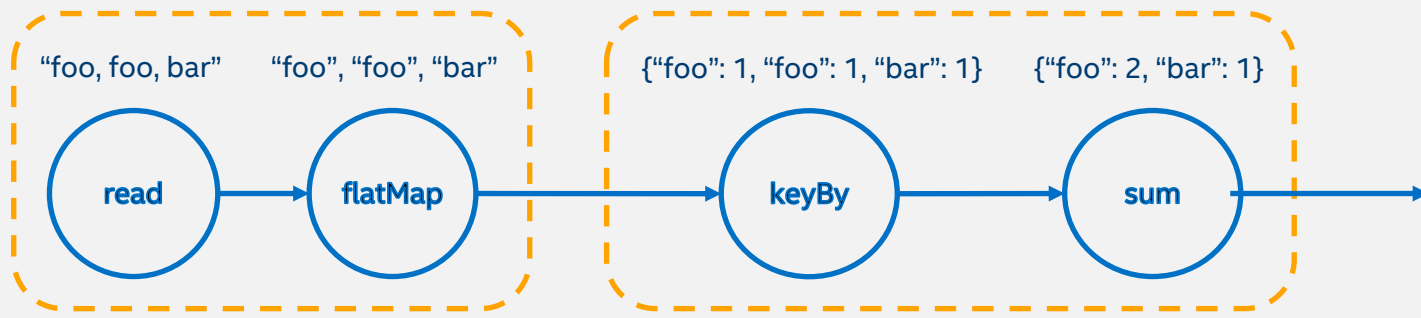 “foo, foo, bar” “foo”, “foo”, “bar” {“foo”: 1, “foo”: 1, “bar”: 1} {“foo”: 2, “bar”: 1}
read flatMap keyBy sum